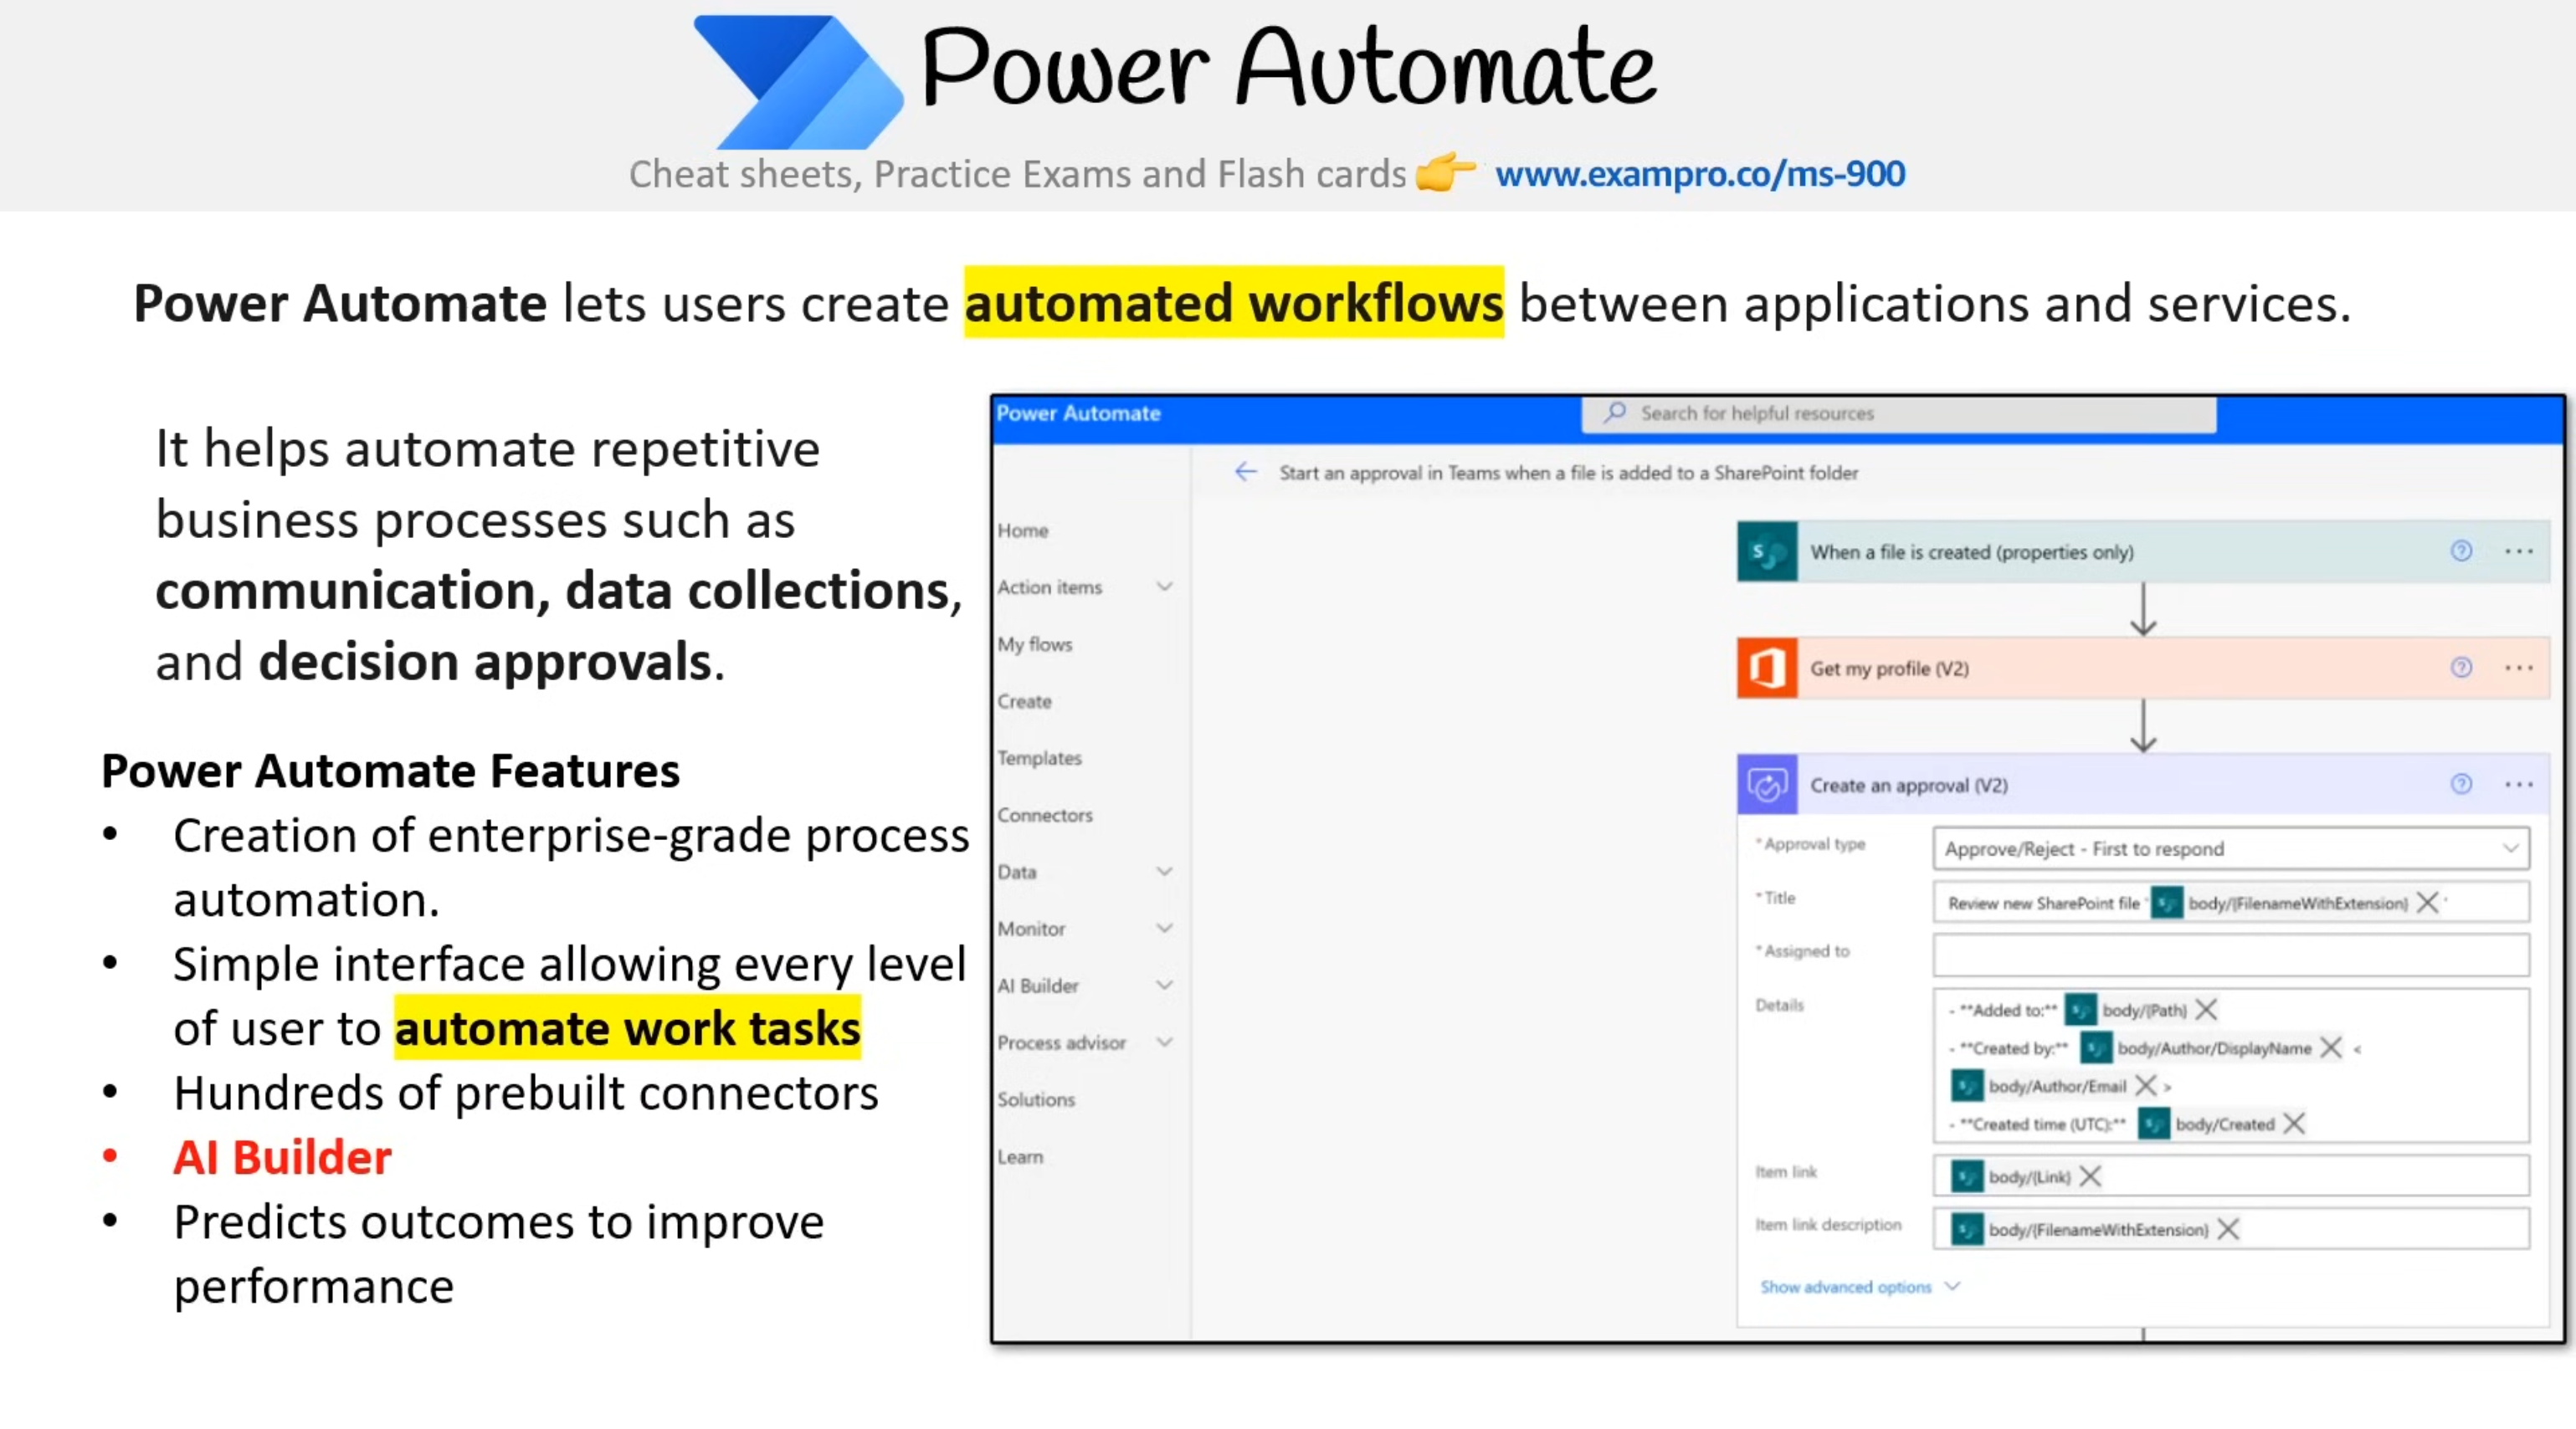 Power Automate
Cheat sheets, Practice Exams and Flash cards 👉 www.exampro.co/ms-900
Power Automate lets users create automated workflows between applications and services.
It helps automate repetitive
business processes such as
communication, data collections,
and decision approvals.
Power Automate Features
• Creation of enterprise-grade process
automation.
• Simple interface allowing every level
of user to automate work tasks
• Hundreds of prebuilt connectors
• AI Builder
• Predicts outcomes to improve
performance
Power Automate
Search for helpful resources
Start an approval in Teams when a file is added to a SharePoint folder
Home
Action items
My flows
Create
Templates
Connectors
Data
Monitor
AI Builder
Process advisor
Solutions
Learn
When a file is created (properties only)
Get my profile (V2)
Create an approval (V2)
* Approval type
Approve/Reject - First to respond
* Title
Review new SharePoint file ' body/{FilenameWithExtension} '
* Assigned to
Details
- **Added to:** body/{Path}
- **Created by:** body/Author/DisplayName <
body/Author/Email >
- **Created time (UTC):** body/Created
Item link
body/{Link}
Item link description
body/{FilenameWithExtension}
Show advanced options